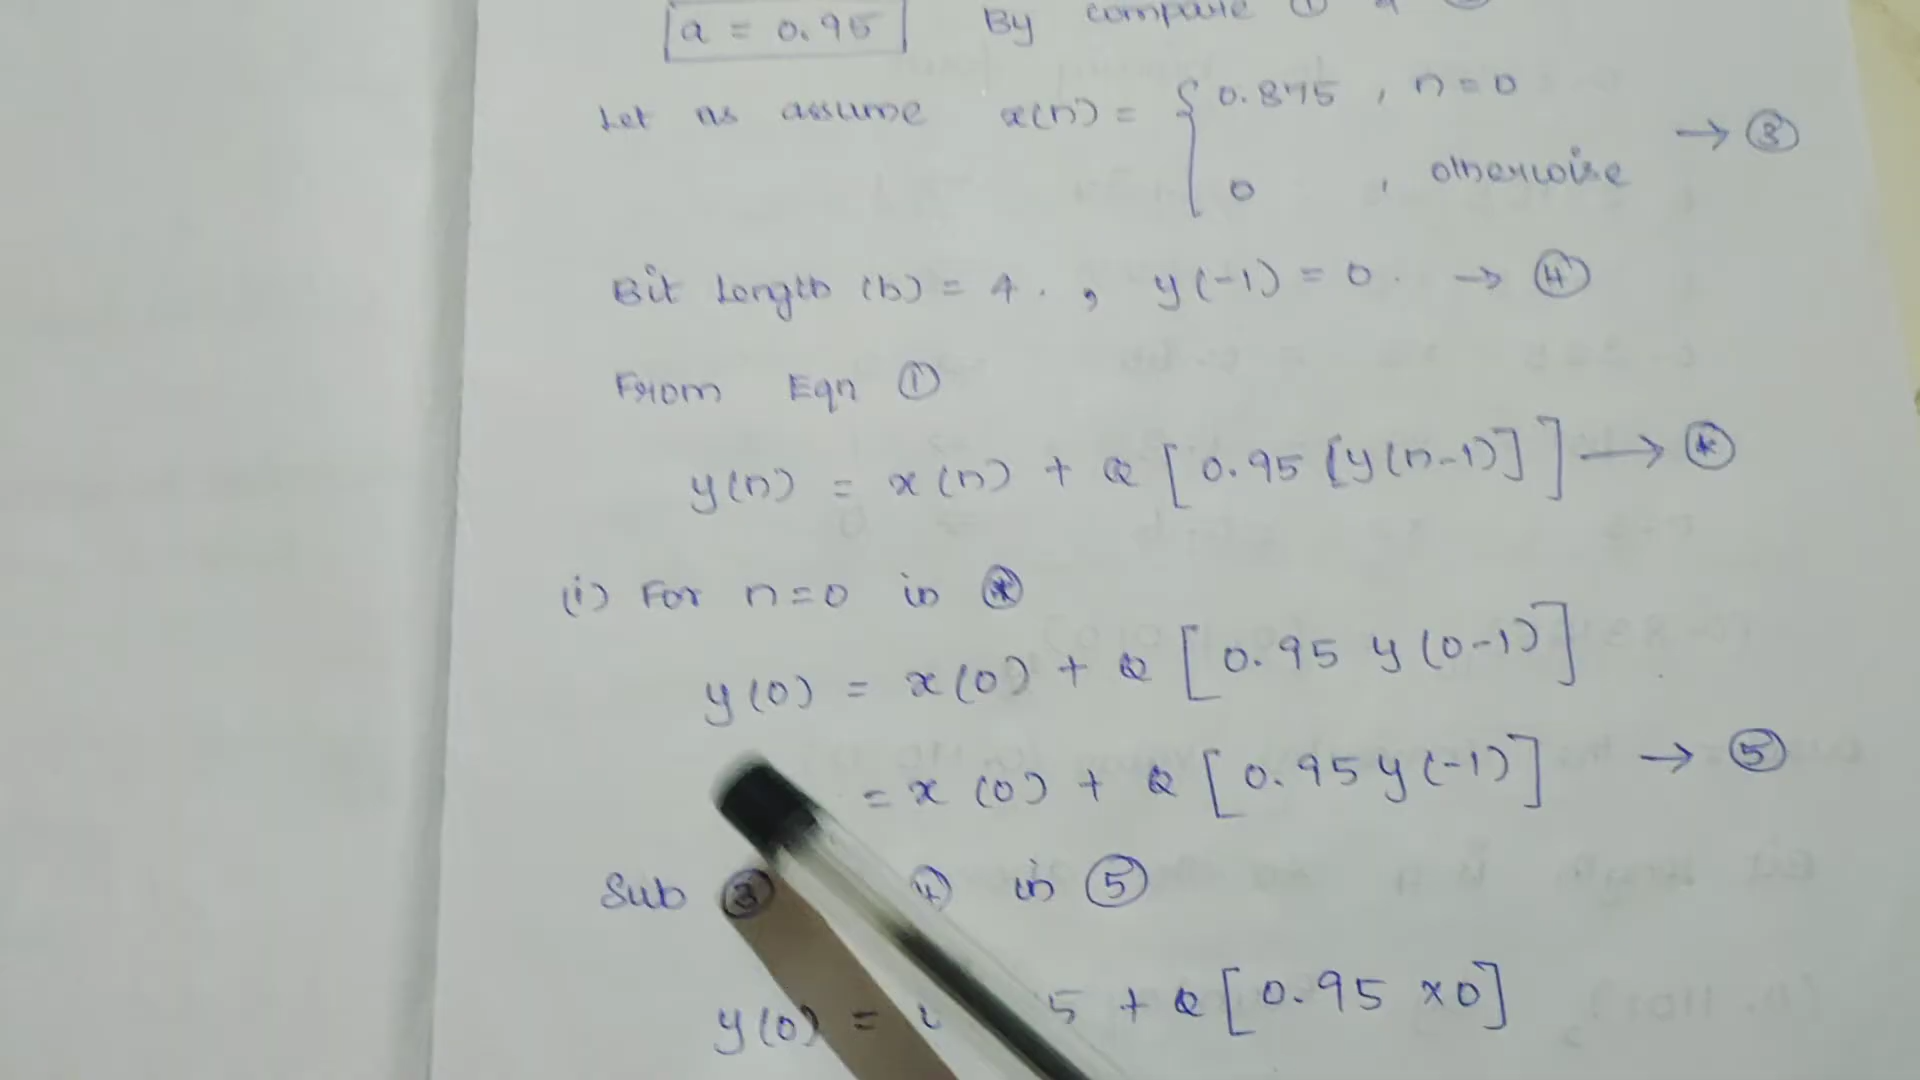 a = 0.95 By compare ①
Let us assume x(n) = { 0.875 , n=0
0 , otherwise → ③
Bit Length (b) = 4 . , y(-1) = 0 . → ④
From Eqn ①
y(n) = x(n) + Q [ 0.95 [y(n-1)] ] → ⊛
(i) For n=0 in ⊛
y(0) = x(0) + Q [ 0.95 y(0-1) ]
= x(0) + Q [ 0.95 y(-1) ] → ⑤
Sub ③ ④ in ⑤
y(0) = 5 + Q [ 0.95 ×0 ]